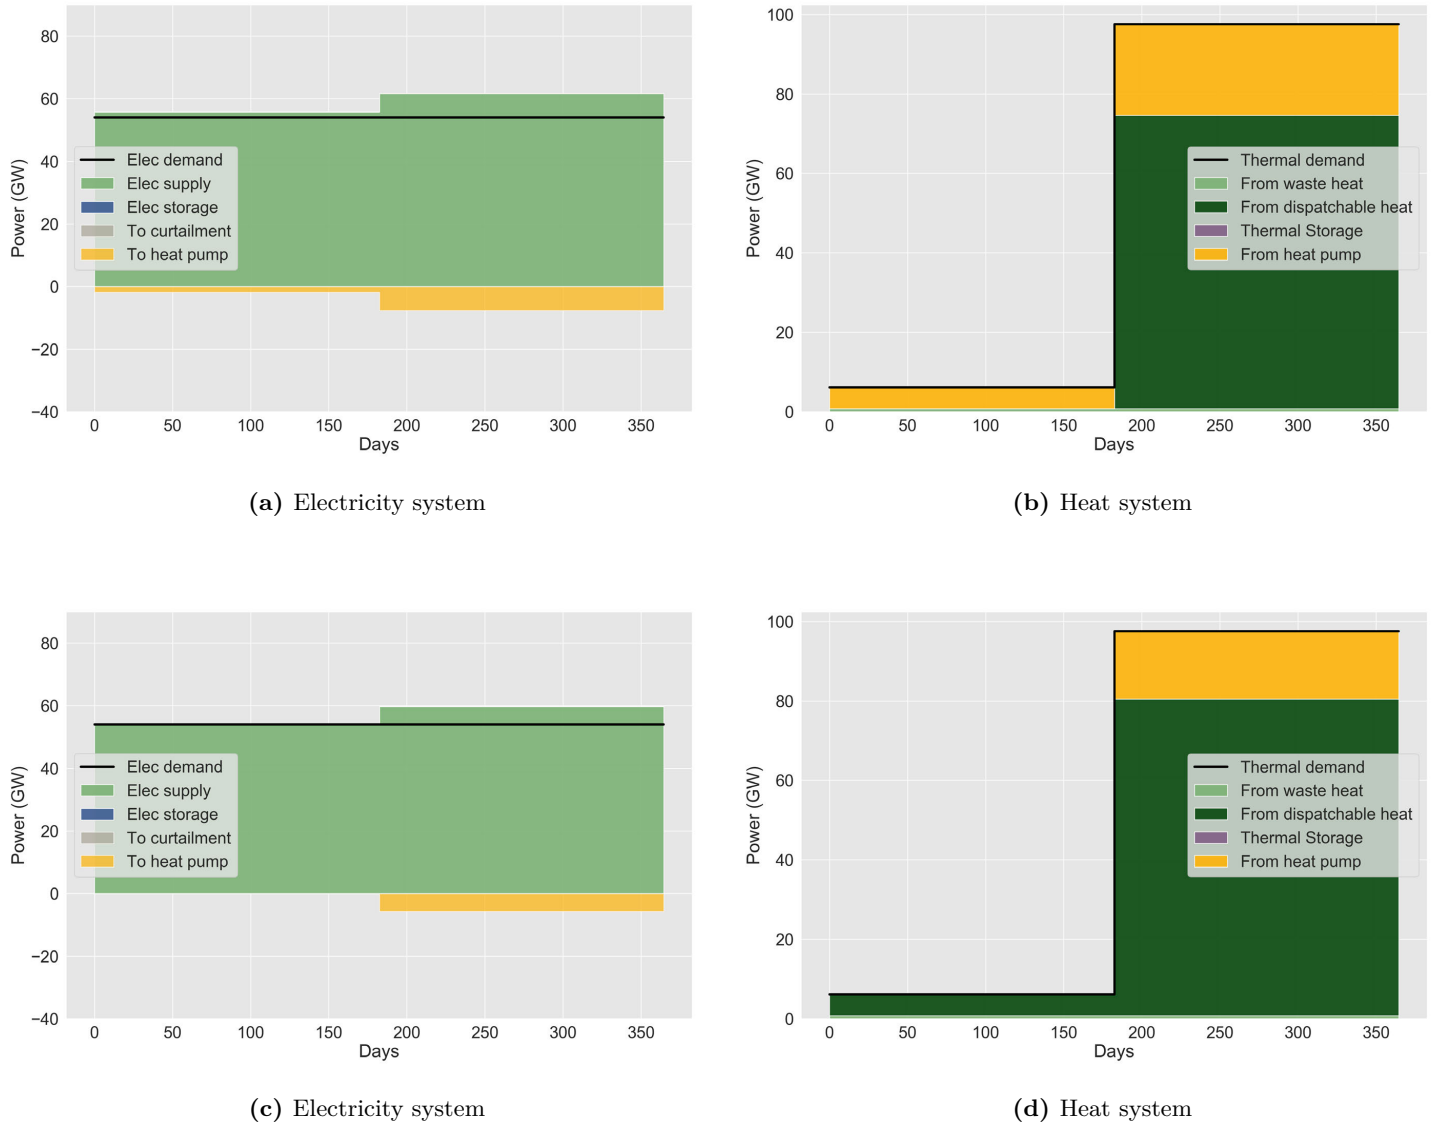 80
60
40
20
0
−20
−40
Power (GW)
0 50 100 150 200 250 300 350
Days
Elec demand
Elec supply
Elec storage
To curtailment
To heat pump
(a) Electricity system
100
80
60
40
20
0
Power (GW)
0 50 100 150 200 250 300 350
Days
Thermal demand
From waste heat
From dispatchable heat
Thermal Storage
From heat pump
(b) Heat system
80
60
40
20
0
−20
−40
Power (GW)
0 50 100 150 200 250 300 350
Days
Elec demand
Elec supply
Elec storage
To curtailment
To heat pump
(c) Electricity system
100
80
60
40
20
0
Power (GW)
0 50 100 150 200 250 300 350
Days
Thermal demand
From waste heat
From dispatchable heat
Thermal Storage
From heat pump
(d) Heat system